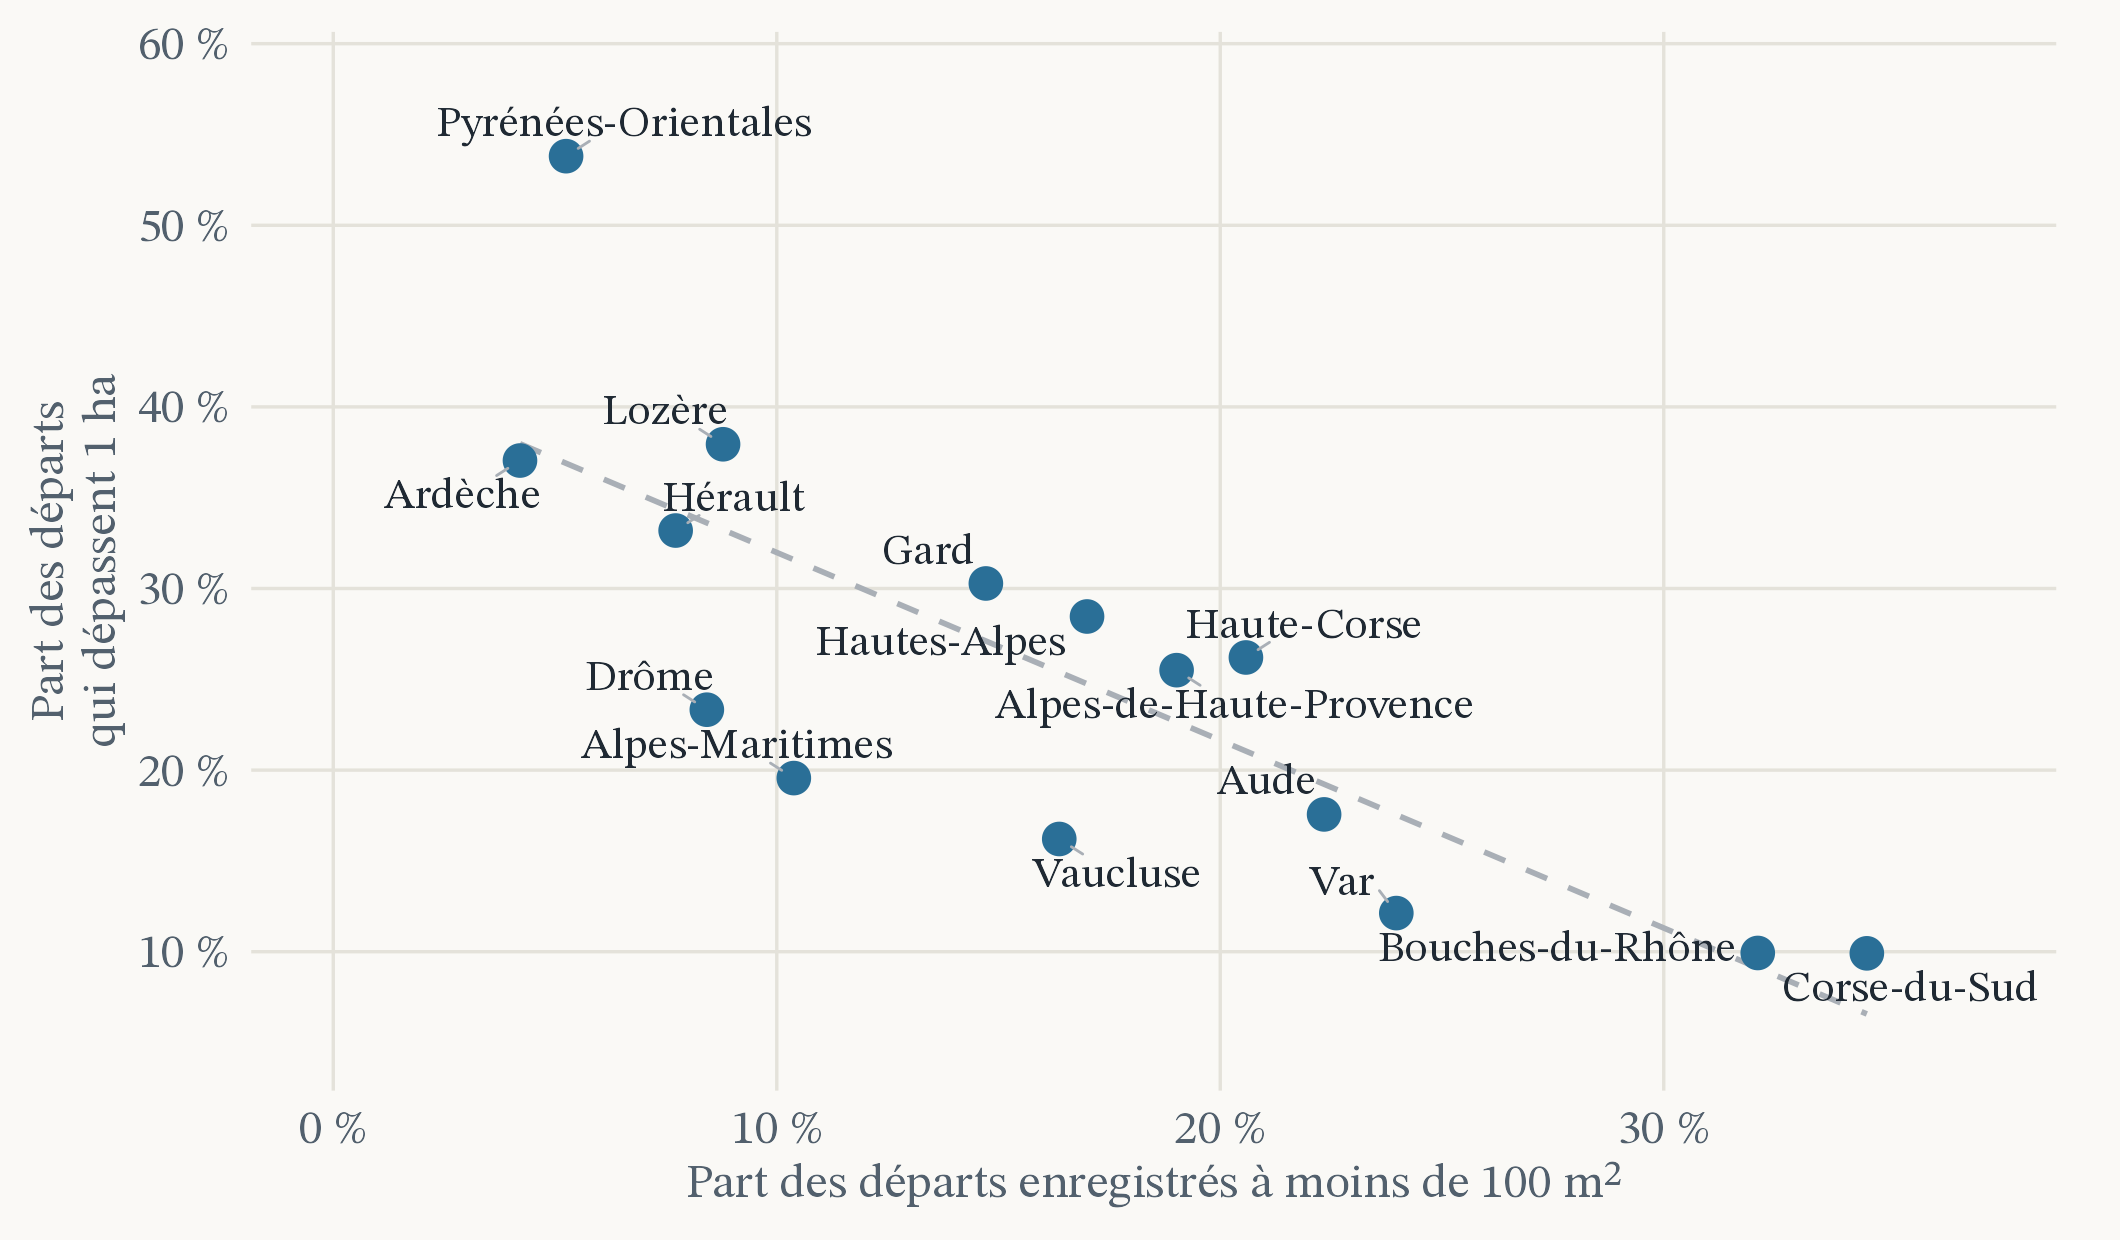 60 %
Pyrénées-Orientales
50 %
40 %
Lozère
Ardèche
Hérault
Gard
30 %
Haute-Corse
Hautes-Alpes
Drôme
Alpes-de-Haute-Provence
Alpes-Maritimes
20 %
Aude
Vaucluse
Var
10 %
Bouches-du-Rhône
Corse-du-Sud
Part des départs
qui dépassent 1 ha
0 %
10 %
20 %
30 %
Part des départs enregistrés à moins de 100 m²